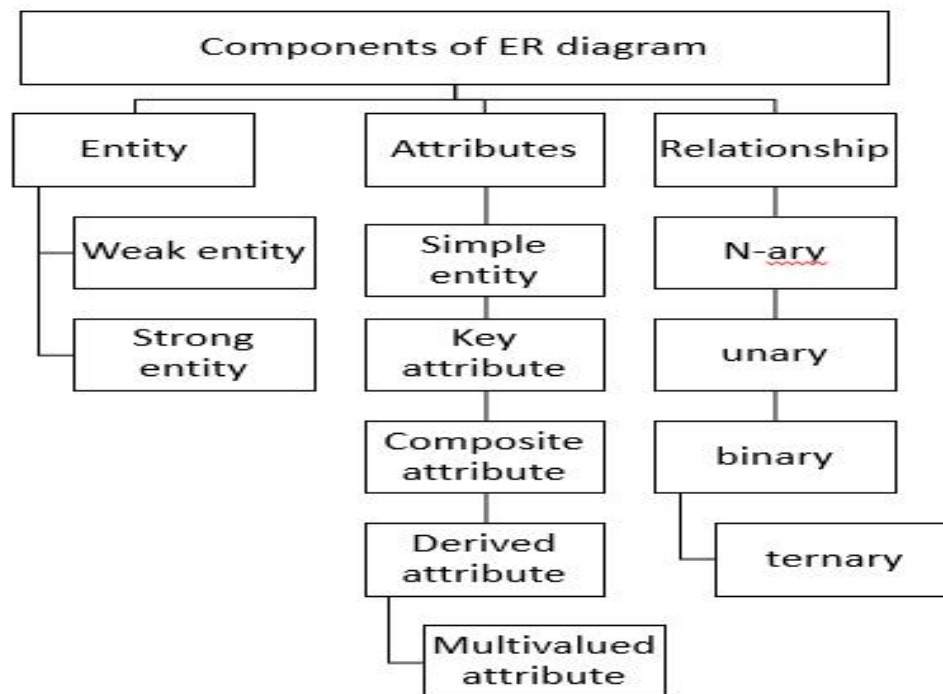 Components of ER diagram
Entity
Attributes
Relationship
Weak entity
Simple
entity
N-ary
Strong
entity
Key
attribute
unary
Composite
attribute
binary
Derived
attribute
ternary
Multivalued
attribute